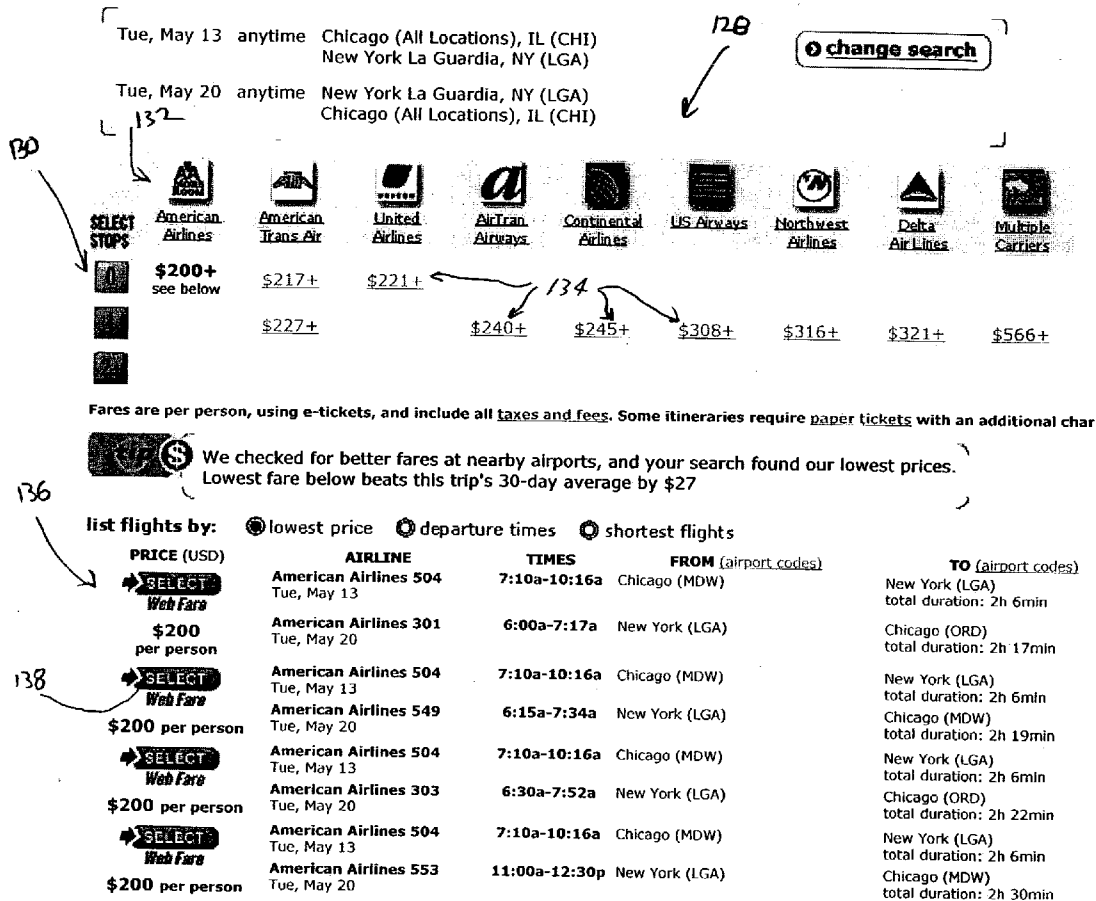 128
Tue, May 13 anytime Chicago (All Locations), IL (CHI)
New York La Guardia, NY (LGA)
change search
Tue, May 20 anytime New York La Guardia, NY (LGA)
Chicago (All Locations), IL (CHI)
132
130
SELECT STOPS
American Airlines
American Trans Air
United Airlines
AirTran Airways
Continental Airlines
US Airways
Northwest Airlines
Delta Air Lines
Multiple Carriers
0 $200+ see below $217+ $221+
134
$227+ $240+ $245+ $308+ $316+ $321+ $566+
Fares are per person, using e-tickets, and include all taxes and fees. Some itineraries require paper tickets with an additional char
tip $ We checked for better fares at nearby airports, and your search found our lowest prices.
Lowest fare below beats this trip's 30-day average by $27
136
list flights by: lowest price departure times shortest flights
PRICE (USD) AIRLINE TIMES FROM (airport codes) TO (airport codes)
SELECT American Airlines 504 7:10a-10:16a Chicago (MDW) New York (LGA)
Web Fare Tue, May 13 total duration: 2h 6min
$200 American Airlines 301 6:00a-7:17a New York (LGA) Chicago (ORD)
per person Tue, May 20 total duration: 2h 17min
138
SELECT American Airlines 504 7:10a-10:16a Chicago (MDW) New York (LGA)
Web Fare Tue, May 13 total duration: 2h 6min
$200 per person American Airlines 549 6:15a-7:34a New York (LGA) Chicago (MDW)
Tue, May 20 total duration: 2h 19min
SELECT American Airlines 504 7:10a-10:16a Chicago (MDW) New York (LGA)
Web Fare Tue, May 13 total duration: 2h 6min
$200 per person American Airlines 303 6:30a-7:52a New York (LGA) Chicago (ORD)
Tue, May 20 total duration: 2h 22min
SELECT American Airlines 504 7:10a-10:16a Chicago (MDW) New York (LGA)
Web Fare Tue, May 13 total duration: 2h 6min
$200 per person American Airlines 553 11:00a-12:30p New York (LGA) Chicago (MDW)
Tue, May 20 total duration: 2h 30min